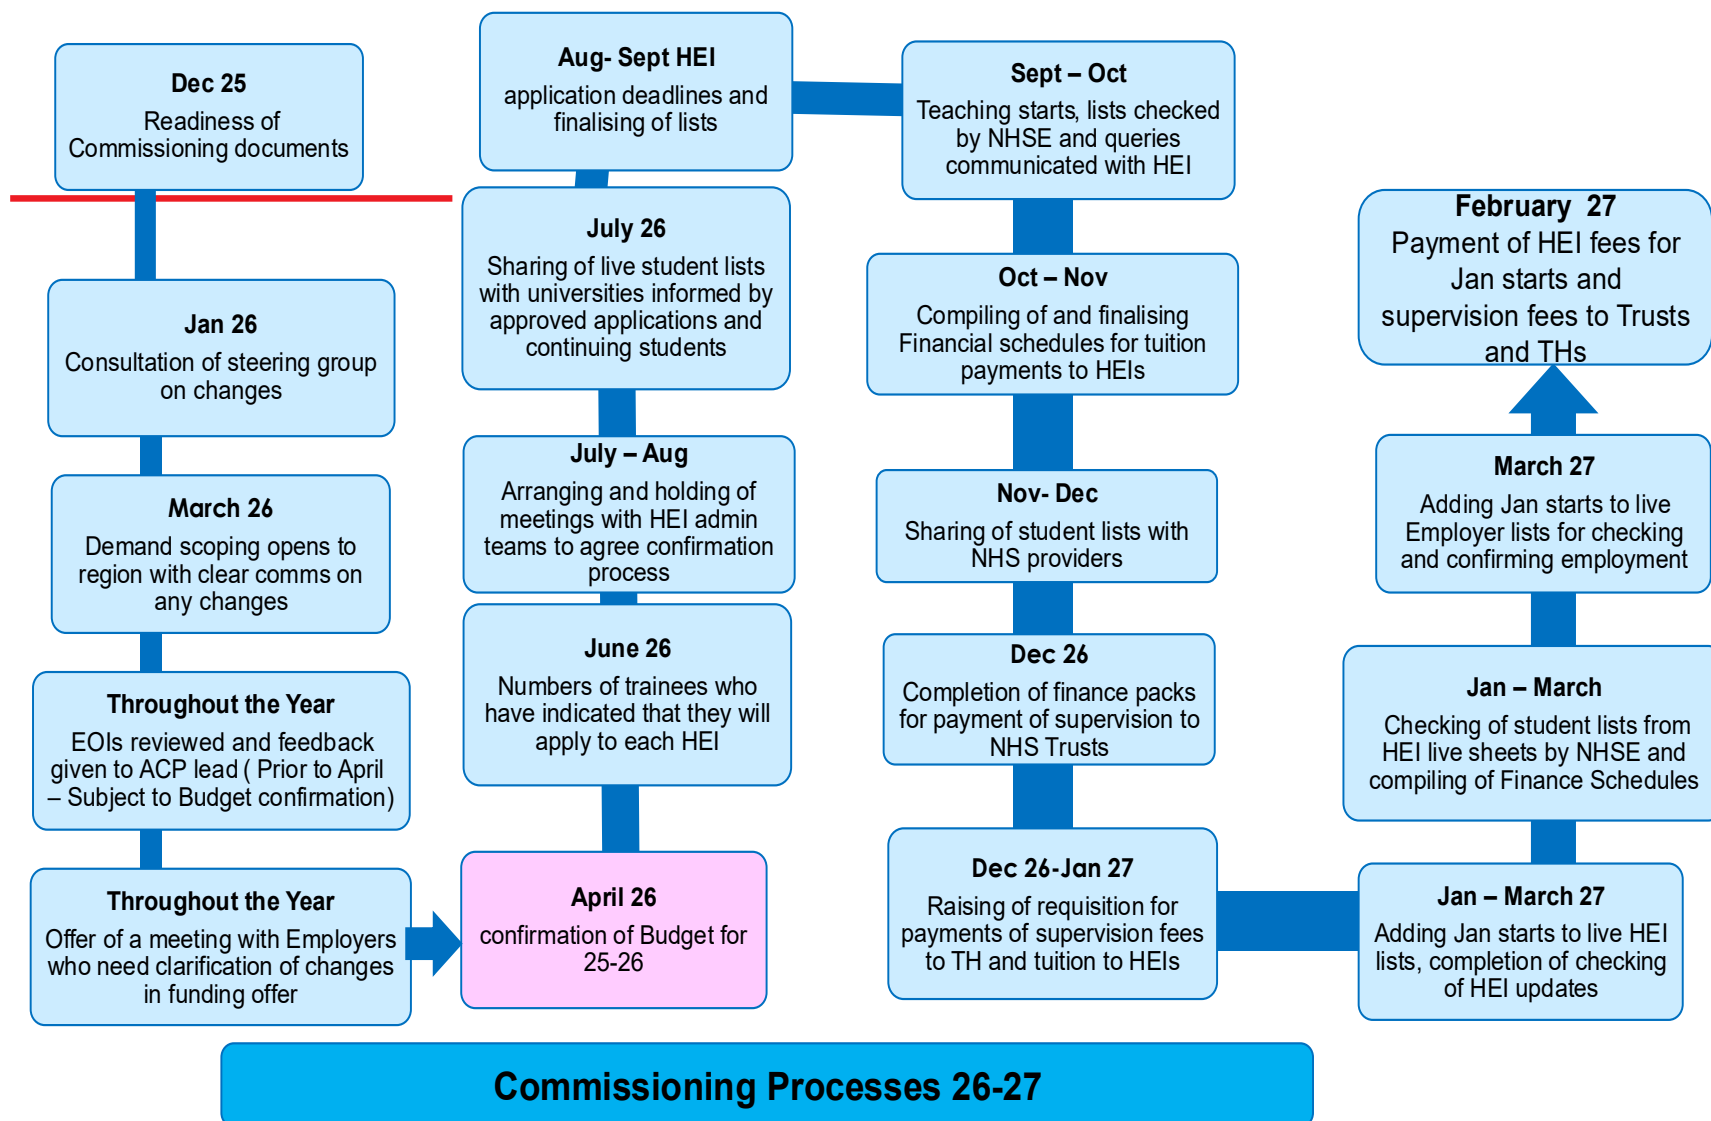 Dec 25
Readiness of
Commissioning documents
Jan 26
Consultation of steering group
on changes
March 26
Demand scoping opens to
region with clear comms on
any changes
Throughout the Year
EOIs reviewed and feedback
given to ACP lead ( Prior to April
– Subject to Budget confirmation)
Throughout the Year
Offer of a meeting with Employers
who need clarification of changes
in funding offer
April 26
confirmation of Budget for
25-26
June 26
Numbers of trainees who
have indicated that they will
apply to each HEI
July – Aug
Arranging and holding of
meetings with HEI admin
teams to agree confirmation
process
July 26
Sharing of live student lists
with universities informed by
approved applications and
continuing students
Aug- Sept HEI
application deadlines and
finalising of lists
Sept – Oct
Teaching starts, lists checked
by NHSE and queries
communicated with HEI
Oct – Nov
Compiling of and finalising
Financial schedules for tuition
payments to HEIs
Nov- Dec
Sharing of student lists with
NHS providers
Dec 26
Completion of finance packs
for payment of supervision to
NHS Trusts
Dec 26-Jan 27
Raising of requisition for
payments of supervision fees
to TH and tuition to HEIs
Jan – March 27
Adding Jan starts to live HEI
lists, completion of checking
of HEI updates
Jan – March
Checking of student lists from
HEI live sheets by NHSE and
compiling of Finance Schedules
March 27
Adding Jan starts to live
Employer lists for checking
and confirming employment
February 27
Payment of HEI fees for
Jan starts and
supervision fees to Trusts
and THs
Commissioning Processes 26-27